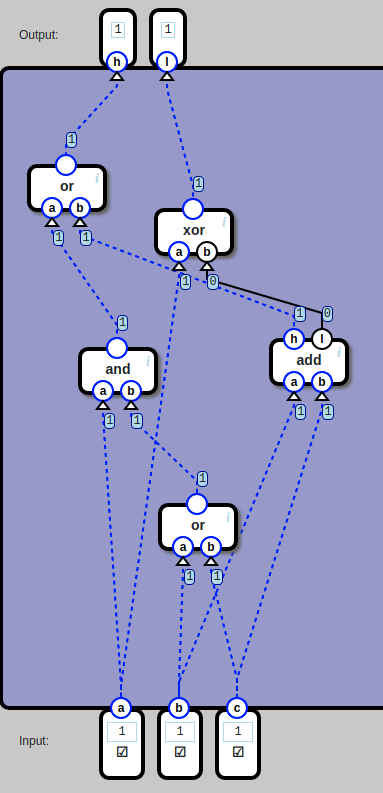 Output:
1 1
h l
1
or i
1
a b
xor i
1 1
a b
1 0
1 0
1
h l
and i
add i
a b
a b
1 1
1 1
1
or i
a b
1 1
a b c
Input:
1 1 1
☑ ☑ ☑